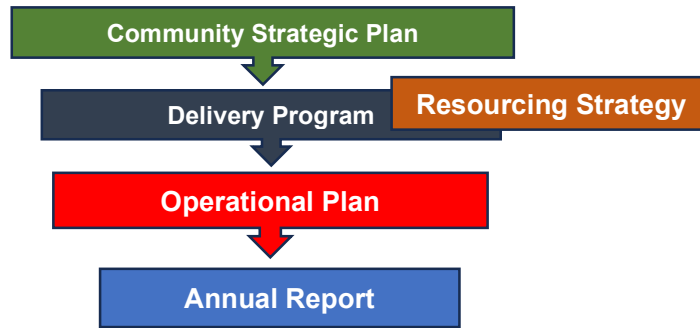 Community Strategic Plan
Delivery Program
Resourcing Strategy
Operational Plan
Annual Report